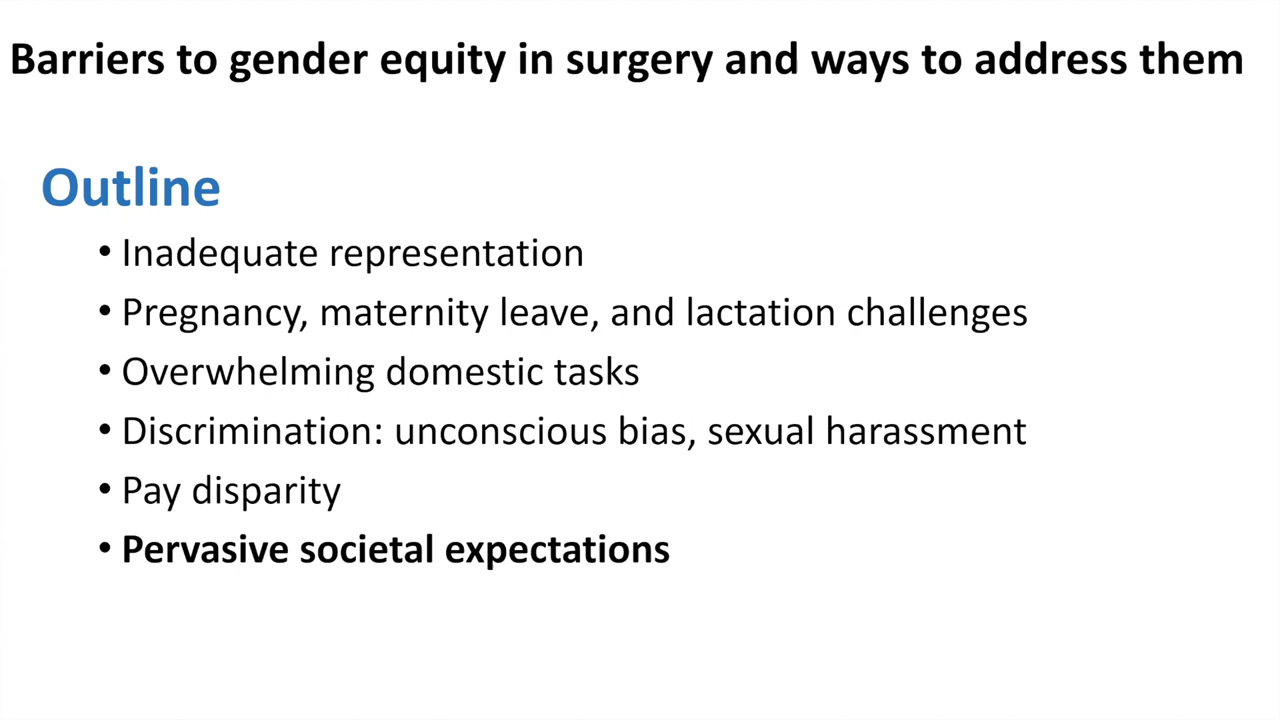 Barriers to gender equity in surgery and ways to address them
Outline
• Inadequate representation
• Pregnancy, maternity leave, and lactation challenges
• Overwhelming domestic tasks
• Discrimination: unconscious bias, sexual harassment
• Pay disparity
• Pervasive societal expectations